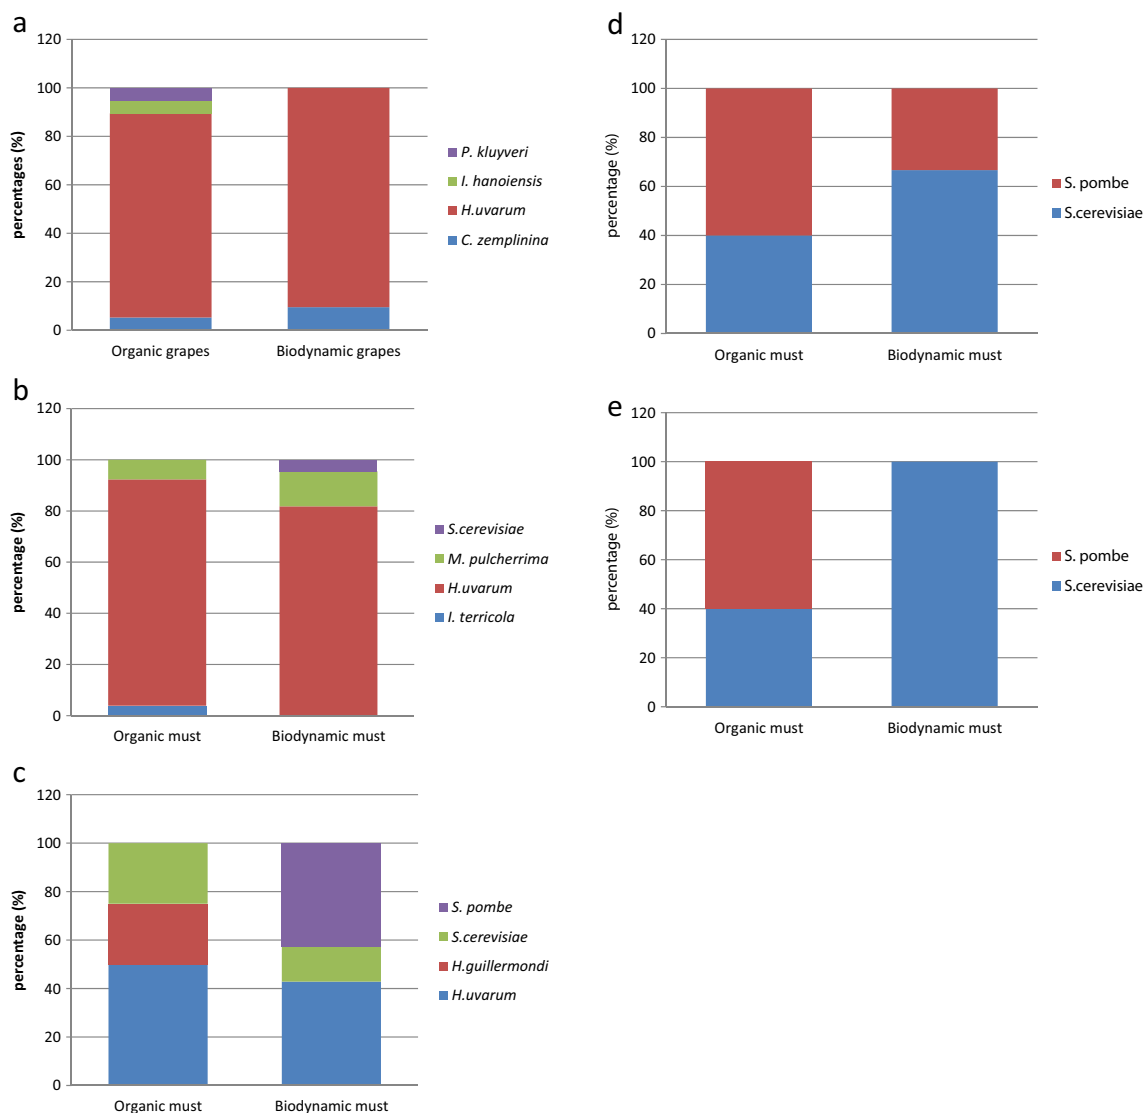 a
120
100
80
60
40
20
0
percentages (%)
Organic grapes
Biodynamic grapes
P. kluyveri
I. hanoiensis
H.uvarum
C. zemplinina
b
120
100
80
60
40
20
0
percentage (%)
Organic must
Biodynamic must
S.cerevisiae
M. pulcherrima
H.uvarum
I. terricola
c
120
100
80
60
40
20
0
percentage (%)
Organic must
Biodynamic must
S. pombe
S.cerevisiae
H.guillermondi
H.uvarum
d
120
100
80
60
40
20
0
percentage (%)
Organic must
Biodynamic must
S. pombe
S.cerevisiae
e
120
100
80
60
40
20
0
percentage (%)
Organic must
Biodynamic must
S. pombe
S.cerevisiae